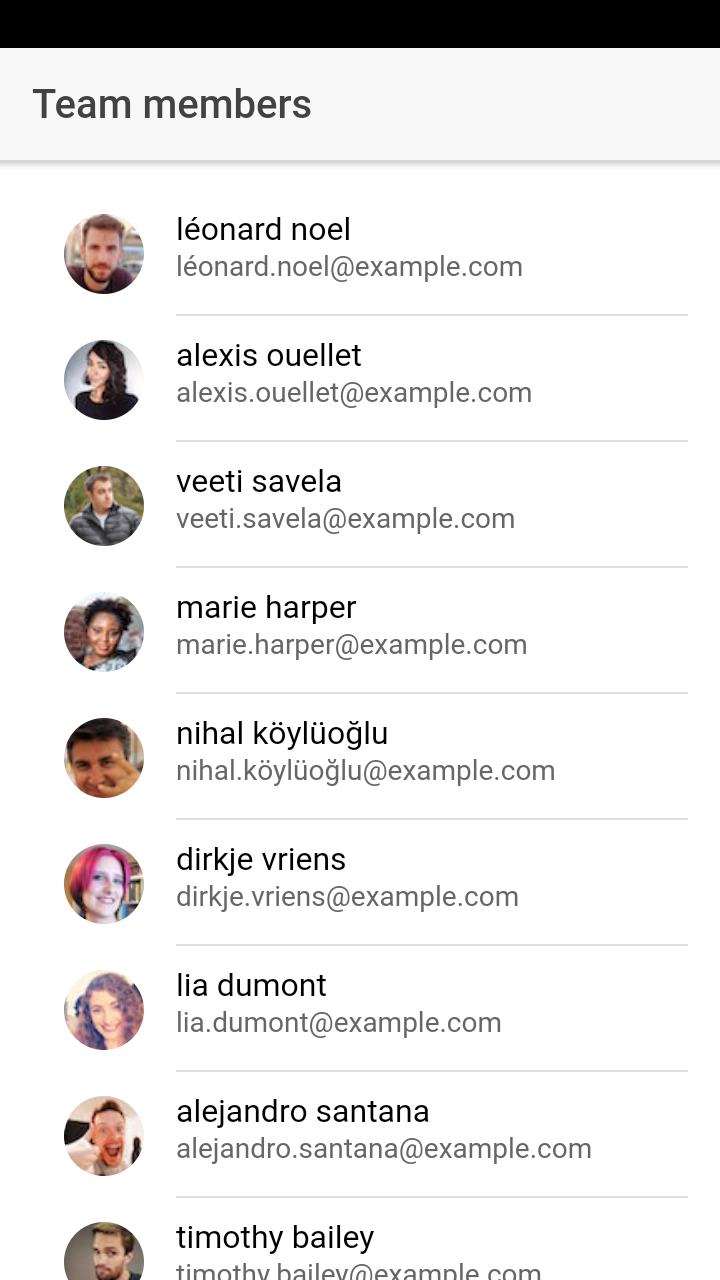 Team members
léonard noel
léonard.noel@example.com
alexis ouellet
alexis.ouellet@example.com
veeti savela
veeti.savela@example.com
marie harper
marie.harper@example.com
nihal köylüoğlu
nihal.köylüoğlu@example.com
dirkje vriens
dirkje.vriens@example.com
lia dumont
lia.dumont@example.com
alejandro santana
alejandro.santana@example.com
timothy bailey
timothy.bailey@example.com